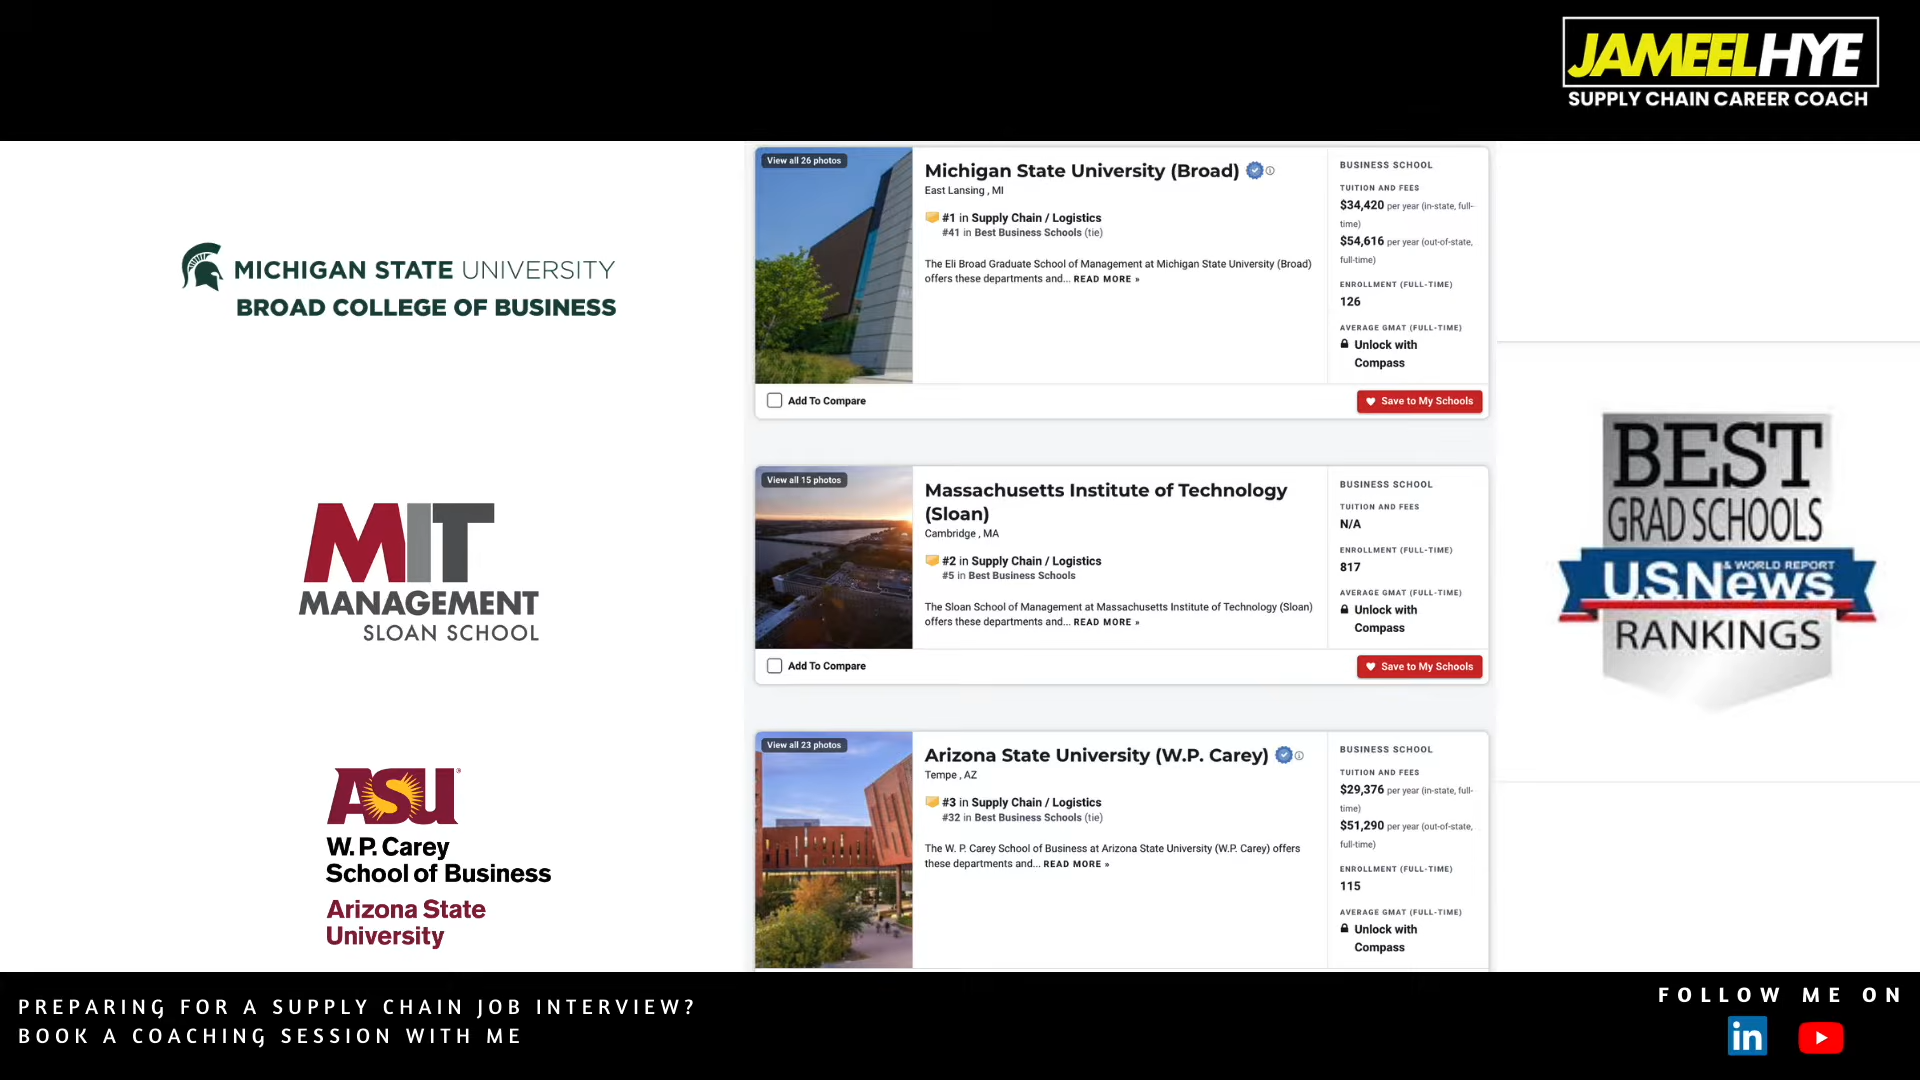 JAMEELHYE
SUPPLY CHAIN CAREER COACH
MICHIGAN STATE UNIVERSITY
BROAD COLLEGE OF BUSINESS
View all 26 photos
Michigan State University (Broad)
East Lansing , MI
#1 in Supply Chain / Logistics
#41 in Best Business Schools (tie)
The Eli Broad Graduate School of Management at Michigan State University (Broad)
offers these departments and... READ MORE »
BUSINESS SCHOOL
TUITION AND FEES
$34,420 per year (in-state, full-
time)
$54,616 per year (out-of-state,
full-time)
ENROLLMENT (FULL-TIME)
126
AVERAGE GMAT (FULL-TIME)
Unlock with
Compass
Add To Compare
Save to My Schools
MIT
MANAGEMENT
SLOAN SCHOOL
View all 15 photos
Massachusetts Institute of Technology
(Sloan)
Cambridge , MA
#2 in Supply Chain / Logistics
#5 in Best Business Schools
The Sloan School of Management at Massachusetts Institute of Technology (Sloan)
offers these departments and... READ MORE »
BUSINESS SCHOOL
TUITION AND FEES
N/A
ENROLLMENT (FULL-TIME)
817
AVERAGE GMAT (FULL-TIME)
Unlock with
Compass
Add To Compare
Save to My Schools
BEST
GRAD SCHOOLS
U.S.News & WORLD REPORT
RANKINGS
ASU
W. P. Carey
School of Business
Arizona State
University
View all 23 photos
Arizona State University (W.P. Carey)
Tempe , AZ
#3 in Supply Chain / Logistics
#32 in Best Business Schools (tie)
The W. P. Carey School of Business at Arizona State University (W.P. Carey) offers
these departments and... READ MORE »
BUSINESS SCHOOL
TUITION AND FEES
$29,376 per year (in-state, full-
time)
$51,290 per year (out-of-state,
full-time)
ENROLLMENT (FULL-TIME)
115
AVERAGE GMAT (FULL-TIME)
Unlock with
Compass
PREPARING FOR A SUPPLY CHAIN JOB INTERVIEW?
BOOK A COACHING SESSION WITH ME
FOLLOW ME ON
in